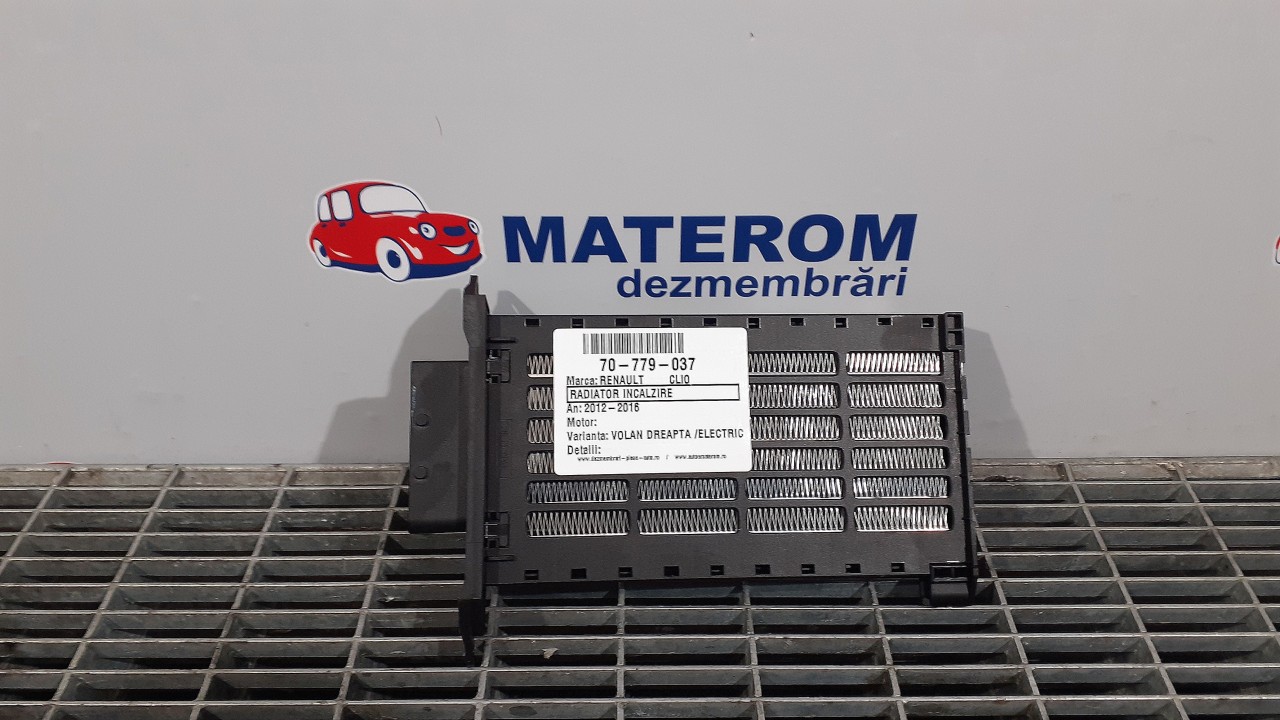 MATEROM
dezmembrări
70-779-037
Marca: RENAULT CLIO
RADIATOR INCALZIRE
An: 2012-2016
Motor:
Varianta: VOLAN DREAPTA /ELECTRIC
Detalii: